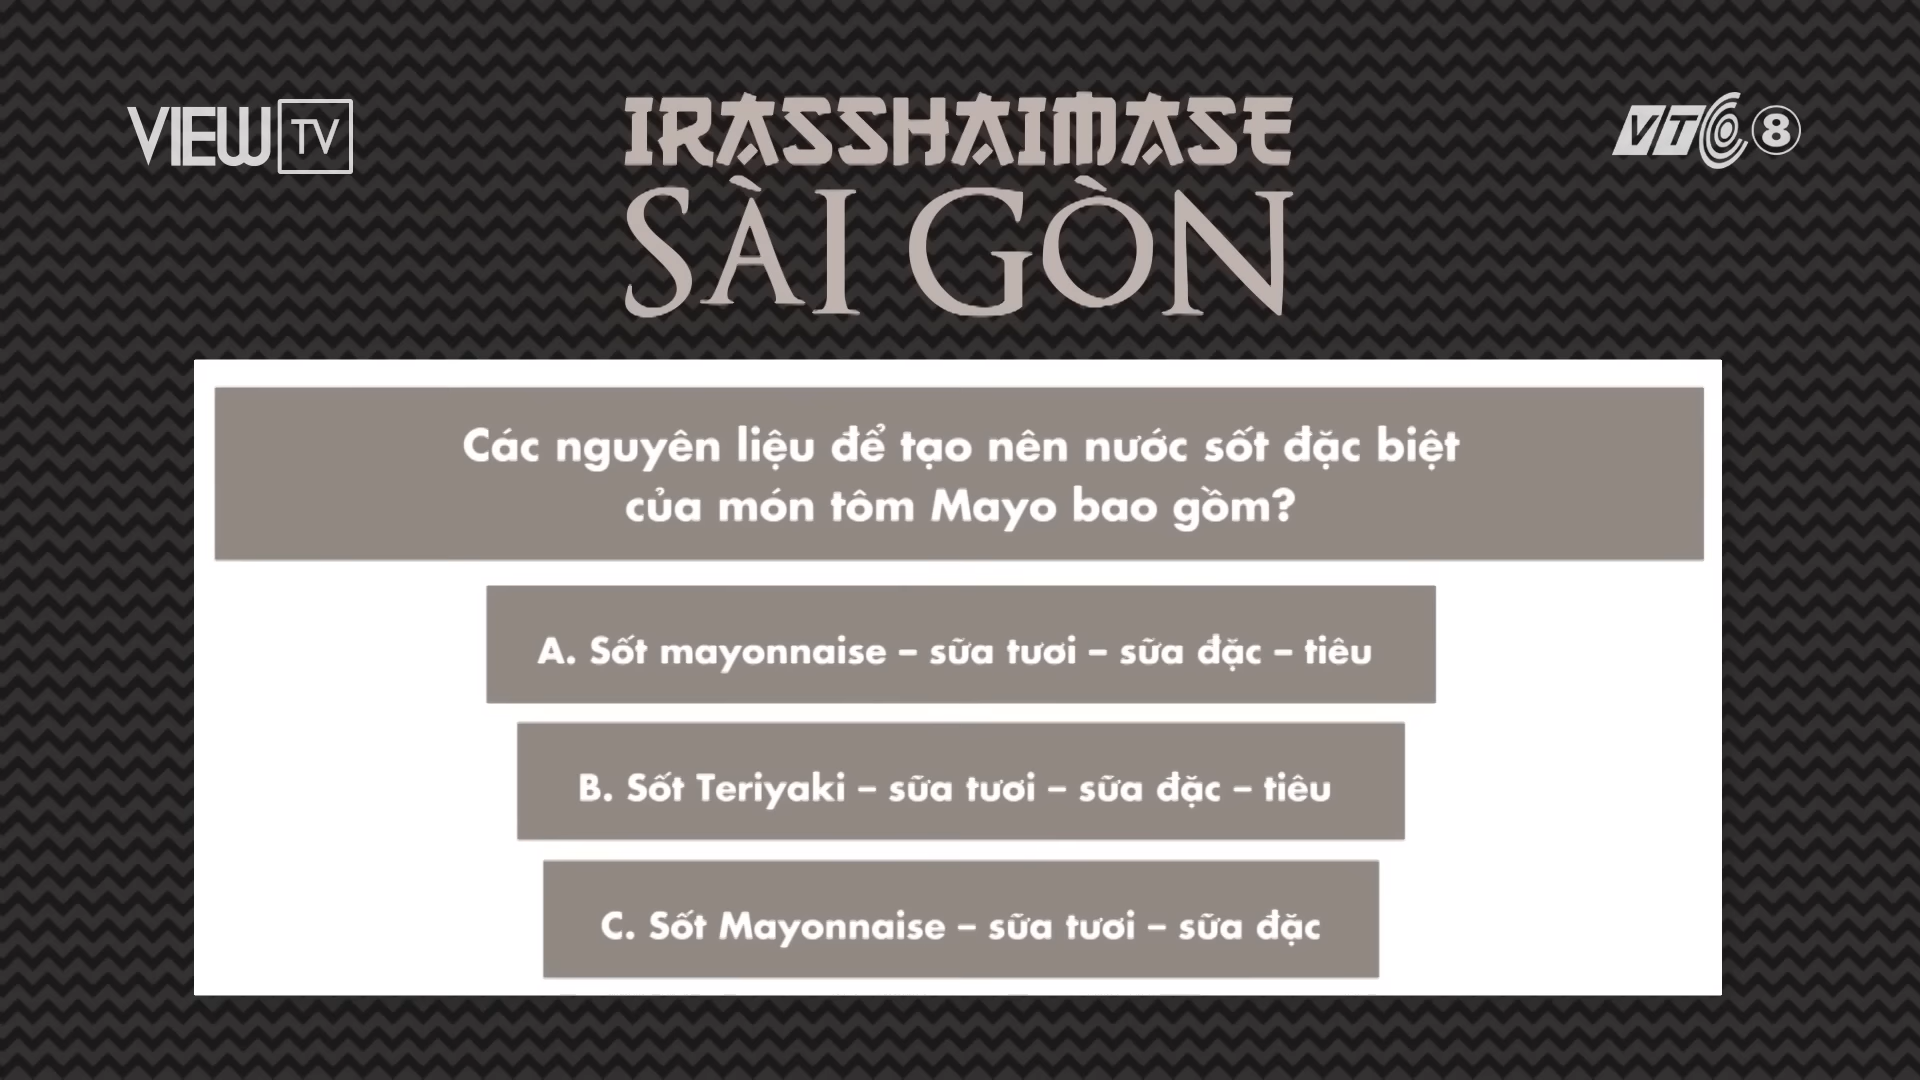 VIEW TV
IRASSHAIMASE
SÀI GÒN
VTC 8
Các nguyên liệu để tạo nên nước sốt đặc biệt
của món tôm Mayo bao gồm?
A. Sốt mayonnaise – sữa tươi – sữa đặc – tiêu
B. Sốt Teriyaki – sữa tươi – sữa đặc – tiêu
C. Sốt Mayonnaise – sữa tươi – sữa đặc